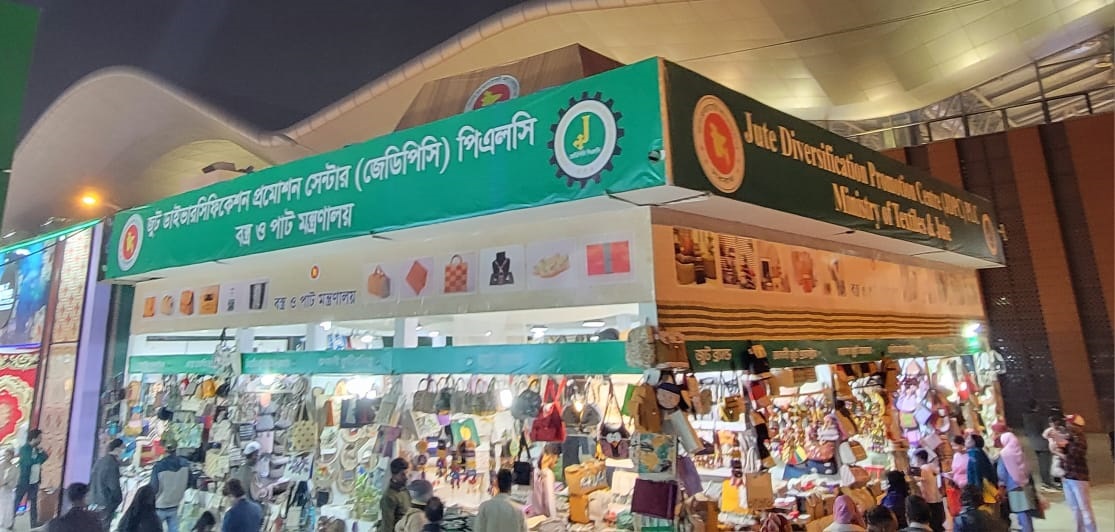 জুট ডাইভারসিফিকেশন প্রমোশন সেন্টার (জেডিপিসি) পিএলসি
বস্ত্র ও পাট মন্ত্রণালয়
Jute Diversification Promotion Centre (JDPC) PLC
Ministry of Textiles & Jute
বস্ত্র ও পাট মন্ত্রণালয়